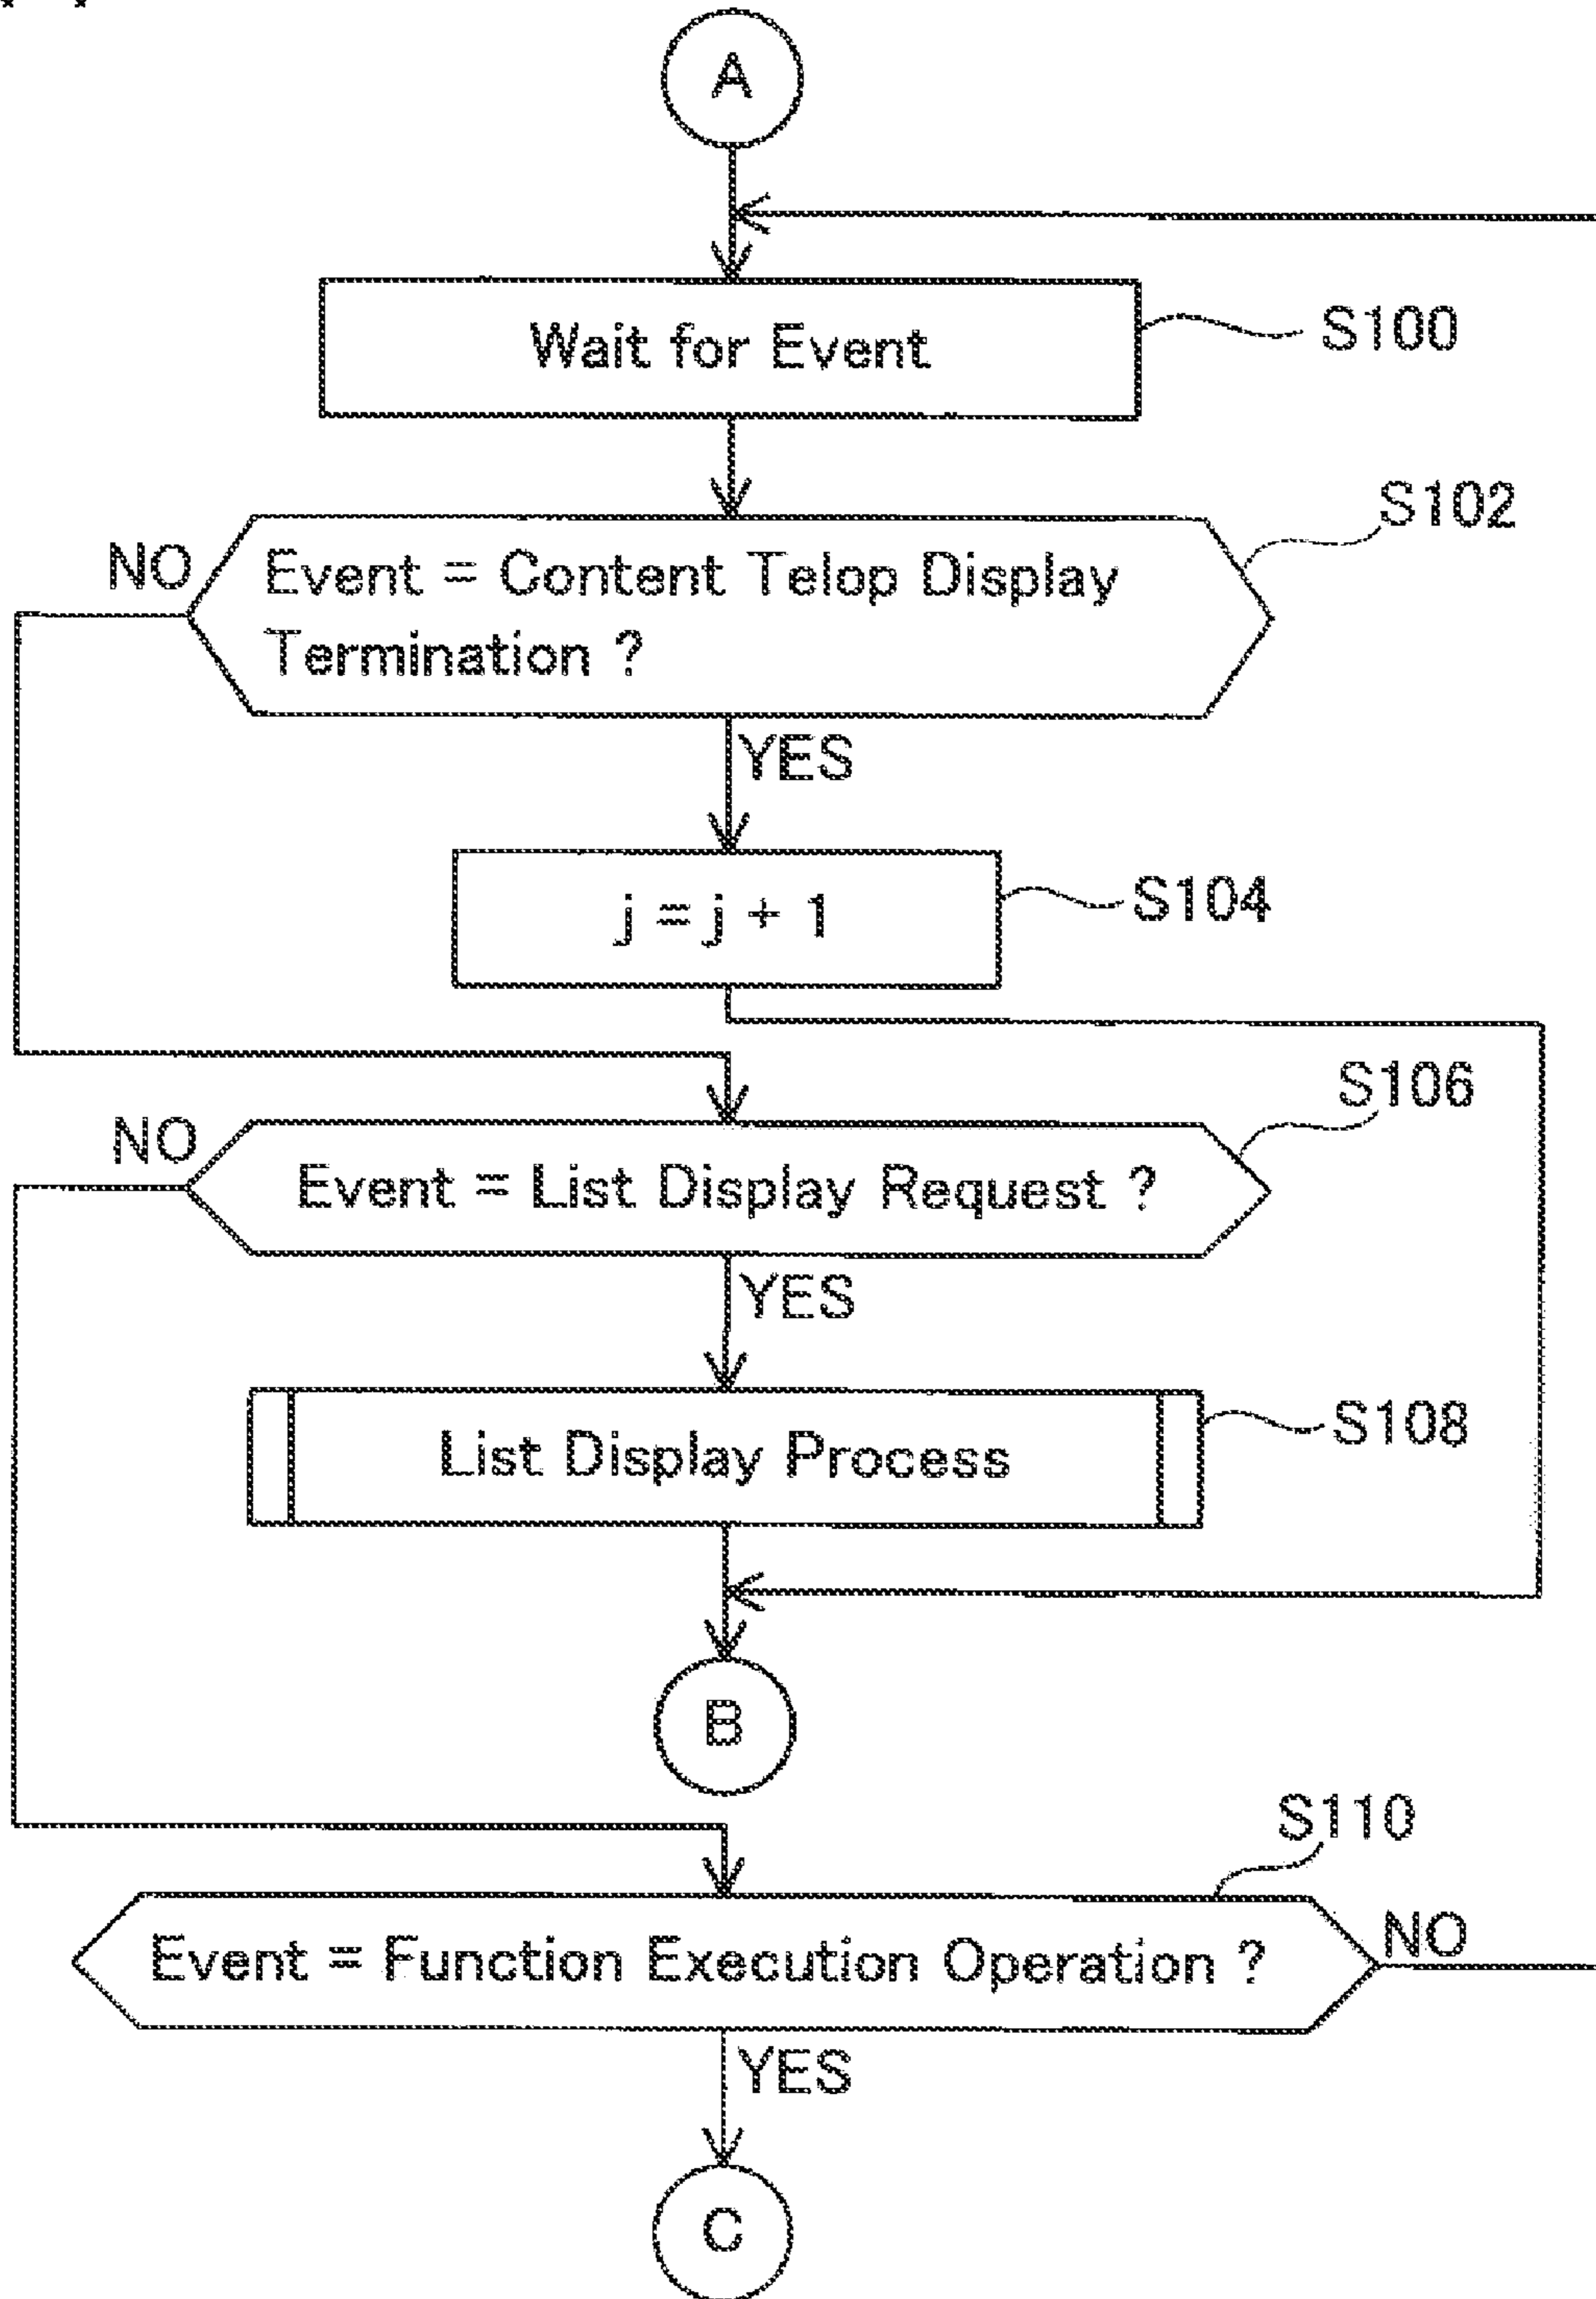 A
Wait for Event
S100
S102
NO
Event = Content Telop Display
Termination ?
YES
j = j + 1
S104
S106
NO
Event = List Display Request ?
YES
List Display Process
S108
B
S110
Event = Function Execution Operation ?
NO
YES
C